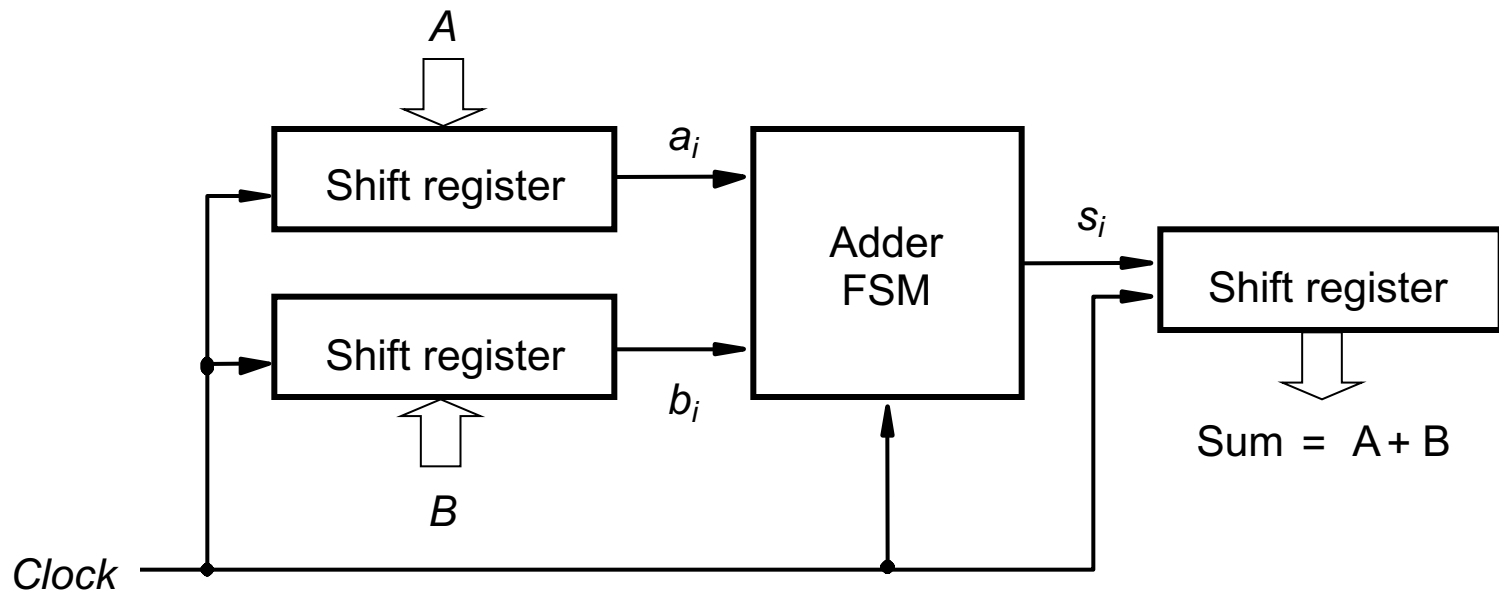 A
Shift register
a_i
Adder
FSM
s_i
Shift register
Shift register
b_i
Sum = A + B
B
Clock